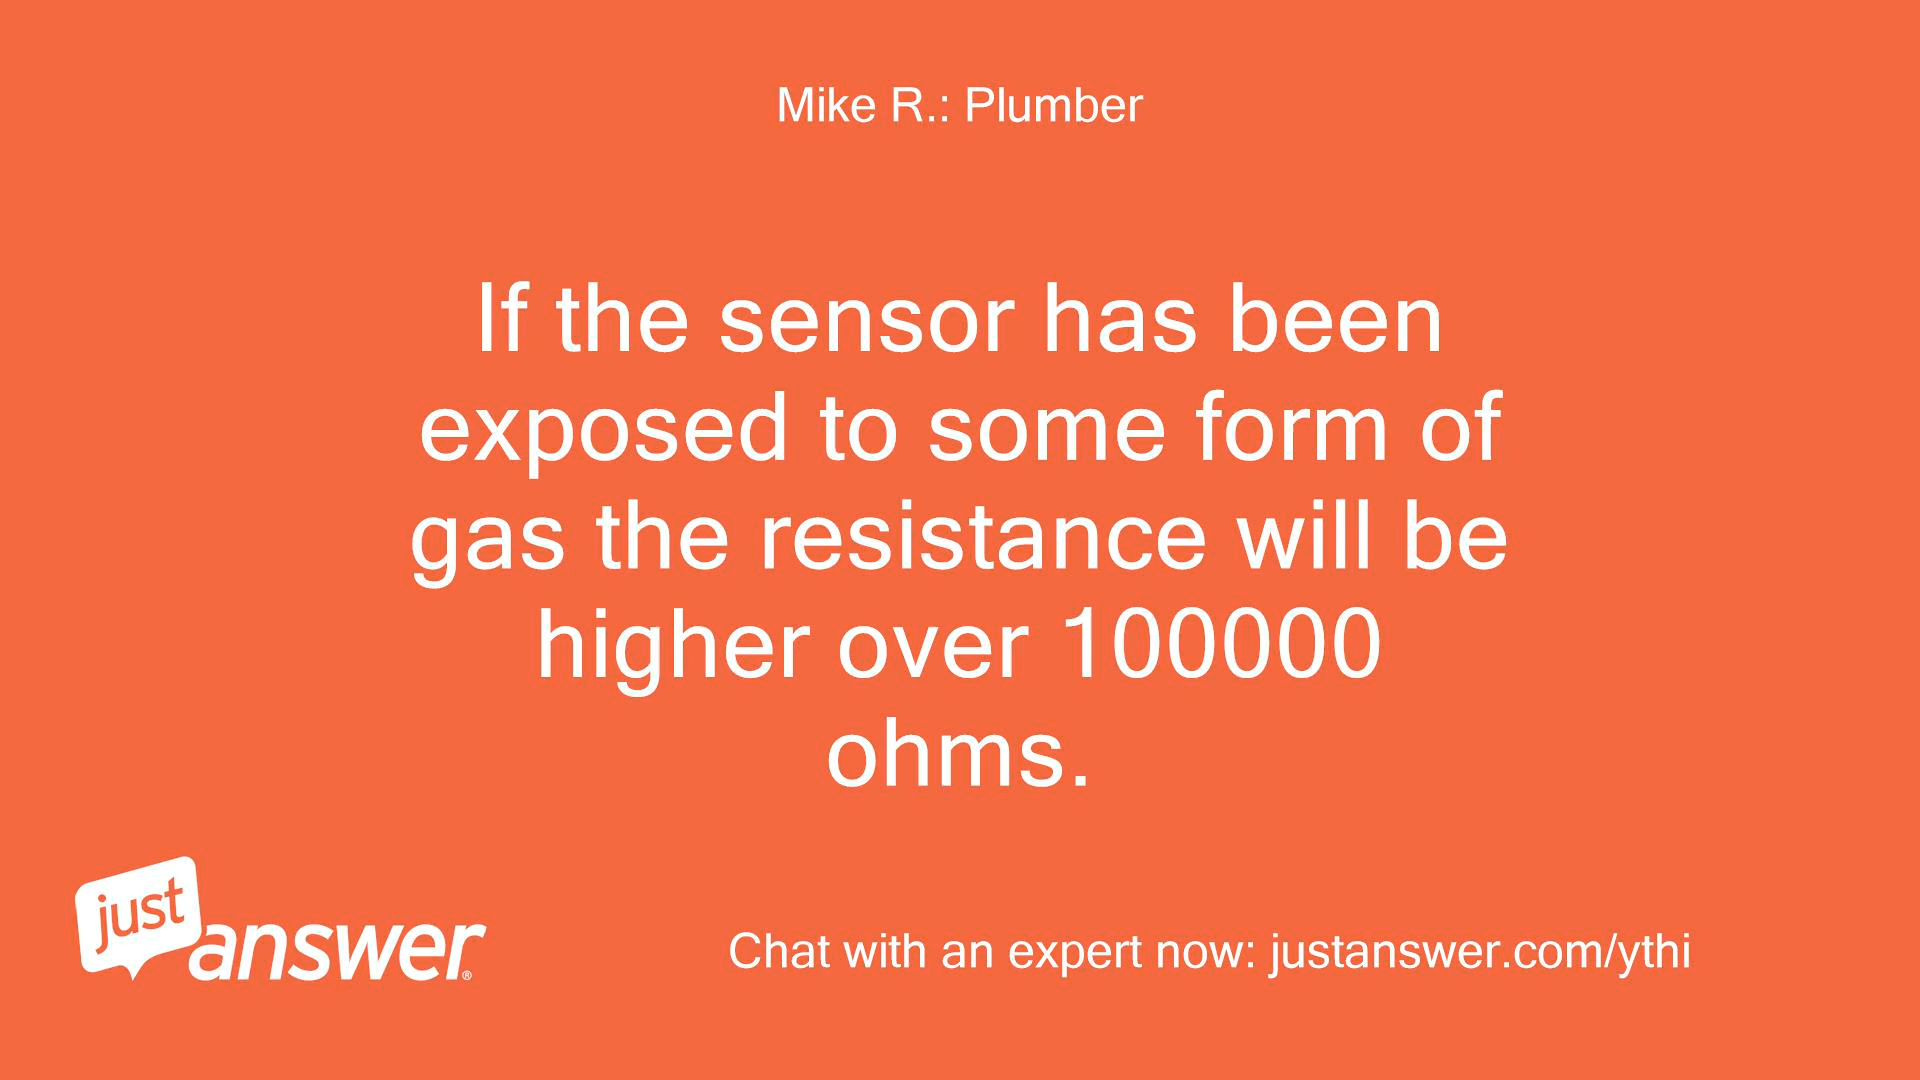 Mike R.: Plumber
If the sensor has been
exposed to some form of
gas the resistance will be
higher over 100000
ohms.
just
answer®
Chat with an expert now: justanswer.com/ythi